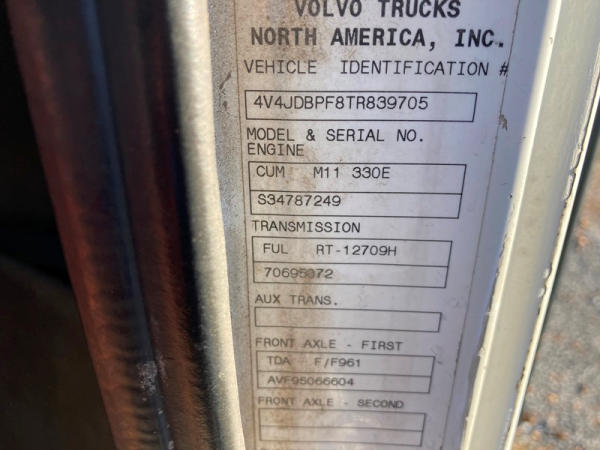 VOLVO TRUCKS
NORTH AMERICA, INC.
VEHICLE IDENTIFICATION #
4V4JDBPF8TR839705
MODEL & SERIAL NO.
ENGINE
CUM M11 330E
S34787249
TRANSMISSION
FUL RT-12709H
70695072
AUX TRANS.
FRONT AXLE - FIRST
TDA F/F961
AVF95066604
FRONT AXLE - SECOND